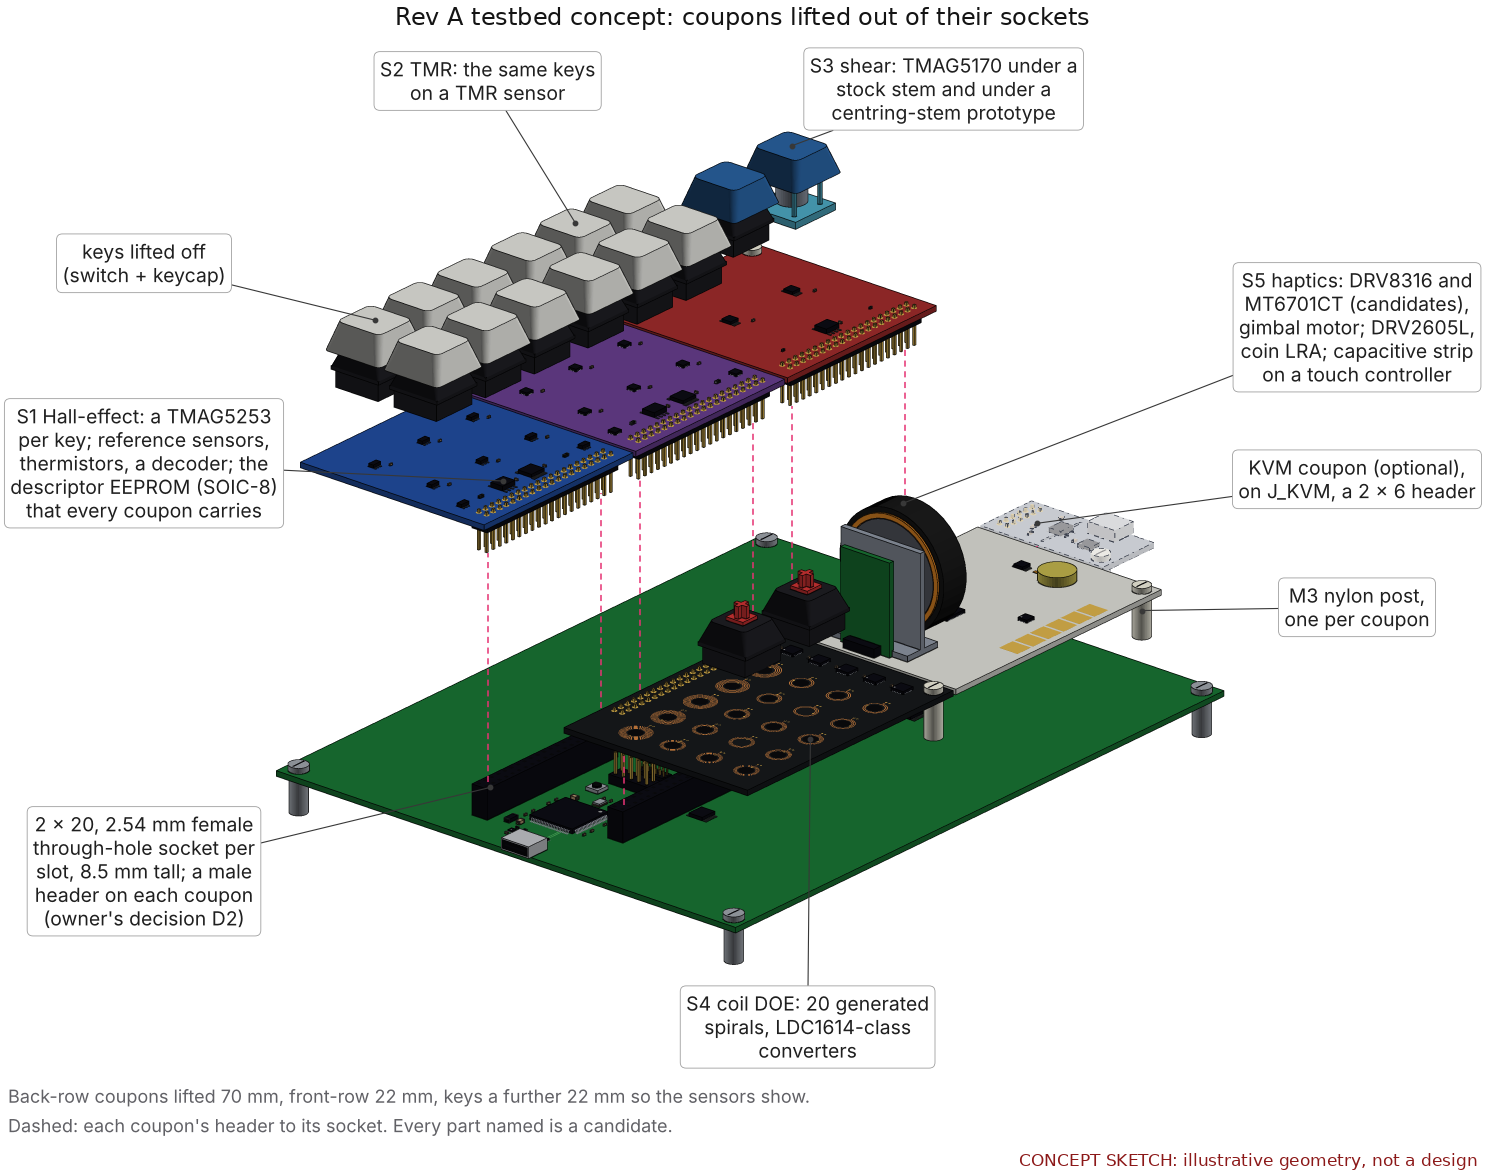 Rev A testbed concept: coupons lifted out of their sockets
S2 TMR: the same keys
on a TMR sensor
S3 shear: TMAG5170 under a
stock stem and under a
centring-stem prototype
keys lifted off
(switch + keycap)
S5 haptics: DRV8316 and
MT6701CT (candidates),
gimbal motor; DRV2605L,
coin LRA; capacitive strip
on a touch controller
S1 Hall-effect: a TMAG5253
per key; reference sensors,
thermistors, a decoder; the
descriptor EEPROM (SOIC-8)
that every coupon carries
KVM coupon (optional),
on J_KVM, a 2 × 6 header
M3 nylon post,
one per coupon
2 × 20, 2.54 mm female
through-hole socket per
slot, 8.5 mm tall; a male
header on each coupon
(owner's decision D2)
S4 coil DOE: 20 generated
spirals, LDC1614-class
converters
Back-row coupons lifted 70 mm, front-row 22 mm, keys a further 22 mm so the sensors show.
Dashed: each coupon's header to its socket. Every part named is a candidate.
CONCEPT SKETCH: illustrative geometry, not a design